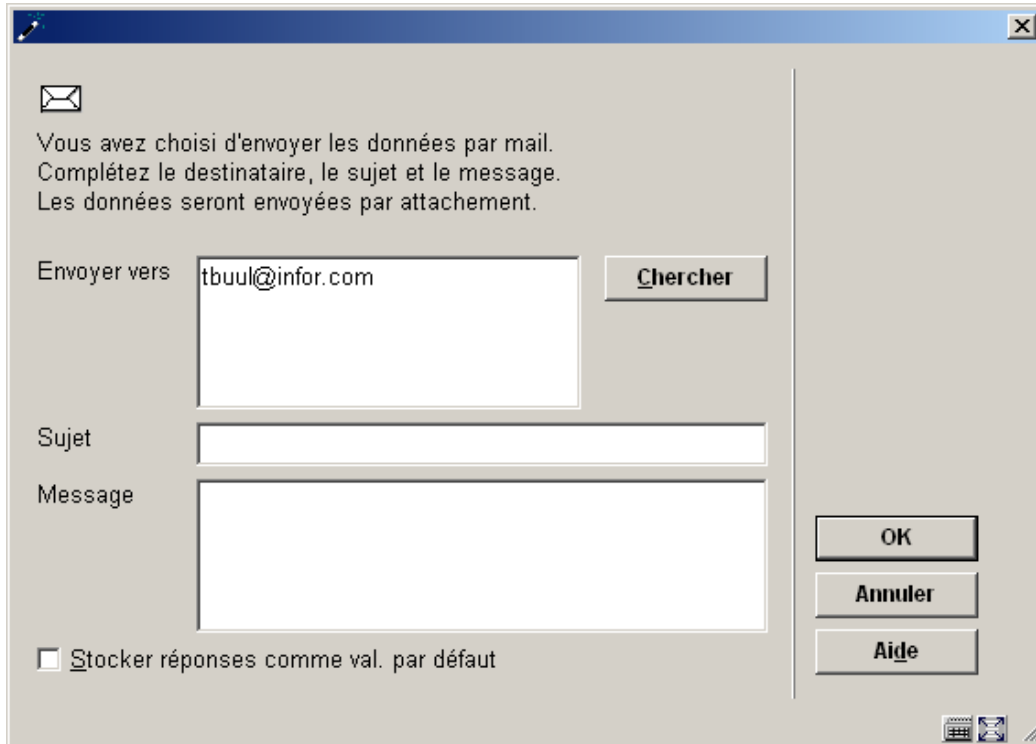 Vous avez choisi d'envoyer les données par mail.
Complétez le destinataire, le sujet et le message.
Les données seront envoyées par attachement.
Envoyer vers
tbuul@infor.com
Chercher
Sujet
Message
OK
Annuler
Aide
Stocker réponses comme val. par défaut